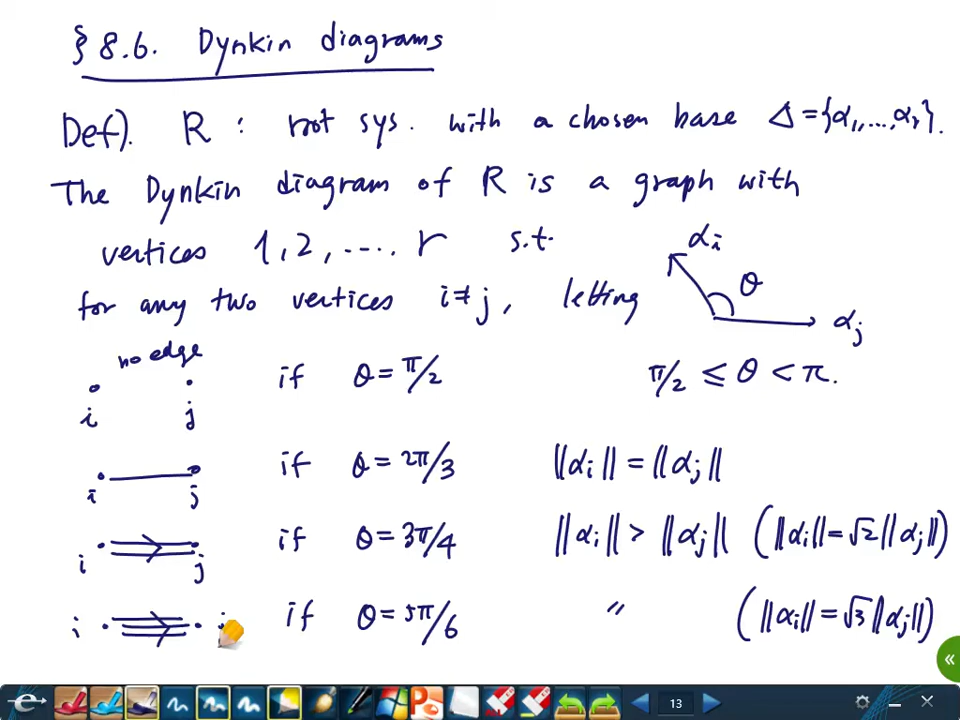 § 8.6. Dynkin diagrams
Def). R : root sys. with a chosen base Δ={α₁,...,αᵣ}.
The Dynkin diagram of R is a graph with
vertices 1, 2, ..... r s.t.
αᵢ
θ
for any two vertices i≠j, letting
αⱼ
no edge
i j if θ = π/2 π/2 ≤ θ < π.
i j if θ = 2π/3 ||αᵢ|| = ||αⱼ||
i j if θ = 3π/4 ||αᵢ|| > ||αⱼ|| (||αᵢ||=√2||αⱼ||)
i j if θ = 5π/6 〃 (||αᵢ||=√3||αⱼ||)
13